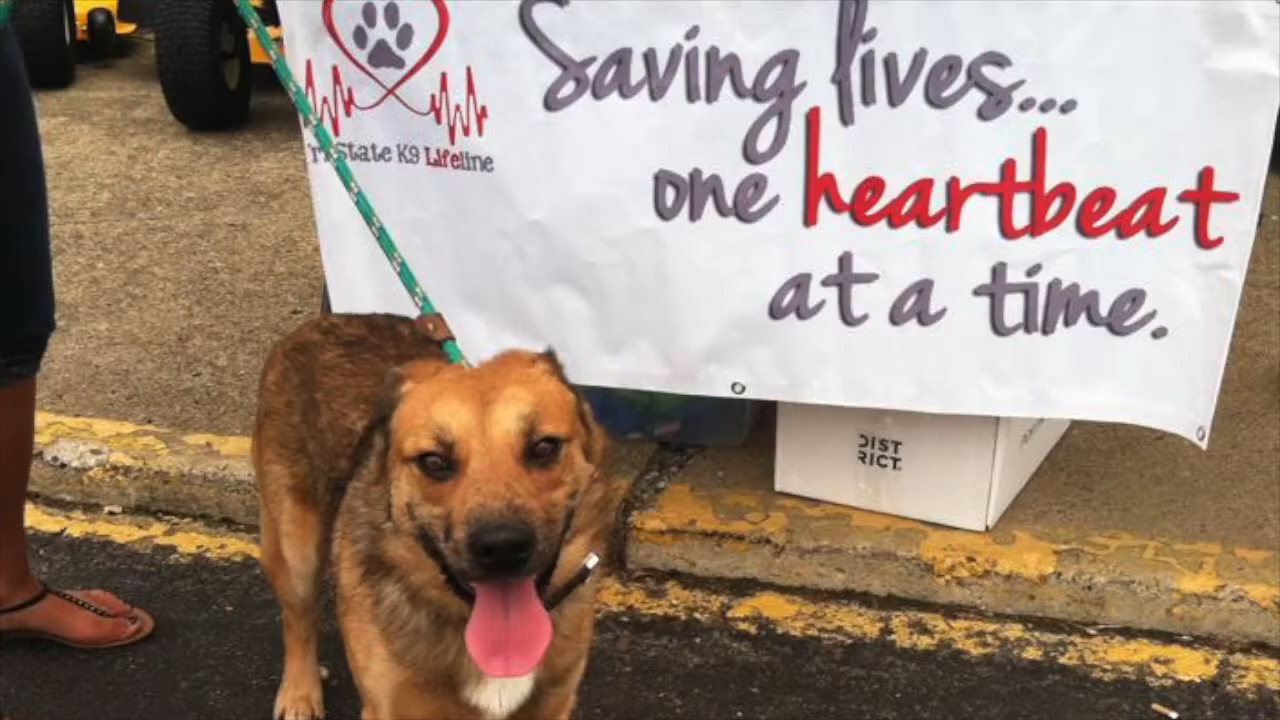 Saving lives...
one heartbeat
at a time.
Tri State K9 Lifeline
DIST
RICT.